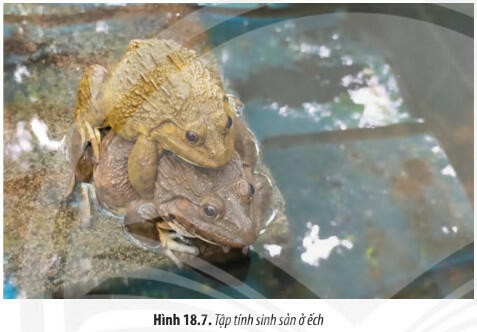 Hình 18.7. Tập tính sinh sản ở ếch